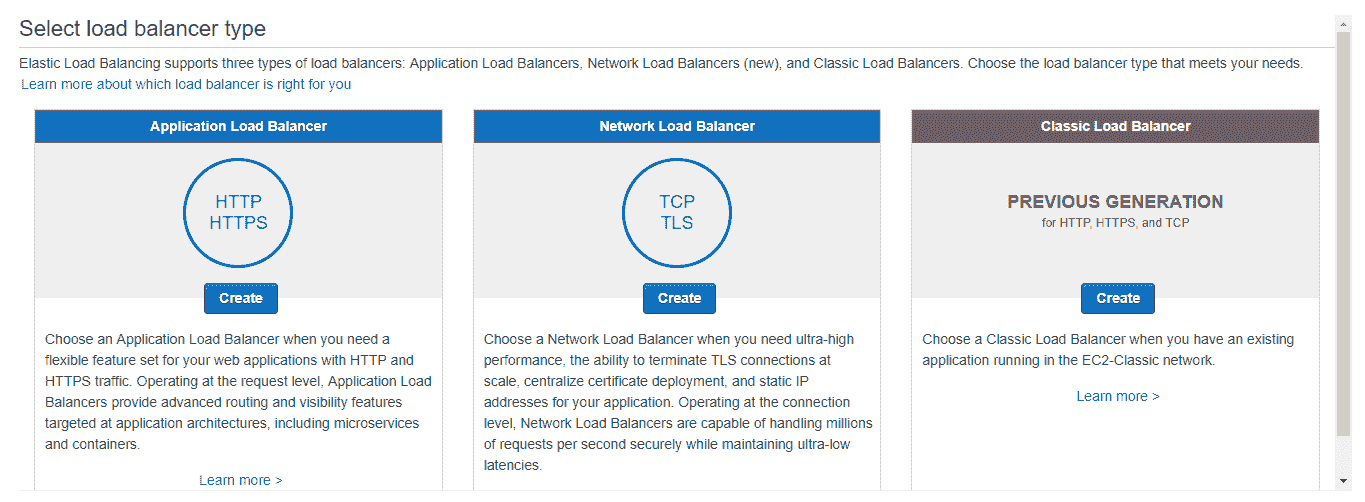 Select load balancer type
Elastic Load Balancing supports three types of load balancers: Application Load Balancers, Network Load Balancers (new), and Classic Load Balancers. Choose the load balancer type that meets your needs.
Learn more about which load balancer is right for you
Application Load Balancer
HTTP
HTTPS
Create
Choose an Application Load Balancer when you need a
flexible feature set for your web applications with HTTP and
HTTPS traffic. Operating at the request level, Application Load
Balancers provide advanced routing and visibility features
targeted at application architectures, including microservices
and containers.
Learn more >
Network Load Balancer
TCP
TLS
Create
Choose a Network Load Balancer when you need ultra-high
performance, the ability to terminate TLS connections at
scale, centralize certificate deployment, and static IP
addresses for your application. Operating at the connection
level, Network Load Balancers are capable of handling millions
of requests per second securely while maintaining ultra-low
latencies.
Classic Load Balancer
PREVIOUS GENERATION
for HTTP, HTTPS, and TCP
Create
Choose a Classic Load Balancer when you have an existing
application running in the EC2-Classic network.
Learn more >